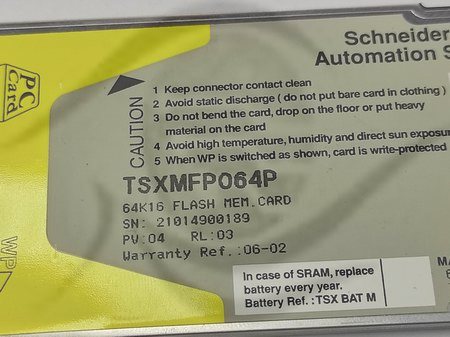 Schneider
Automation S
PC
Card
CAUTION
1 Keep connector contact clean
2 Avoid static discharge ( do not put bare card in clothing )
3 Do not bend the card, drop on the floor or put heavy
material on the card
4 Avoid high temperature, humidity and direct sun exposur
5 When WP is switched as shown, card is write-protected
TSXMFP064P
64K16 FLASH MEM.CARD
SN: 21014900189
PV:04 RL:03
Warranty Ref.:06-02
WP
In case of SRAM, replace
battery every year.
Battery Ref. :TSX BAT M
MA